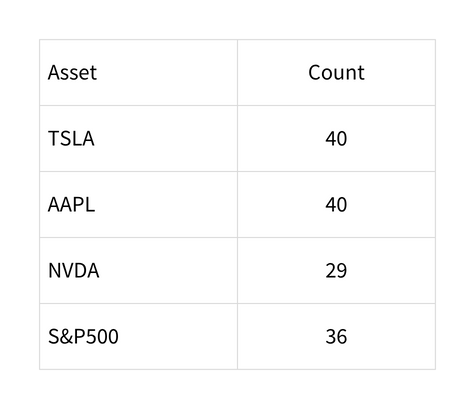 Asset Count
TSLA 40
AAPL 40
NVDA 29
S&P500 36